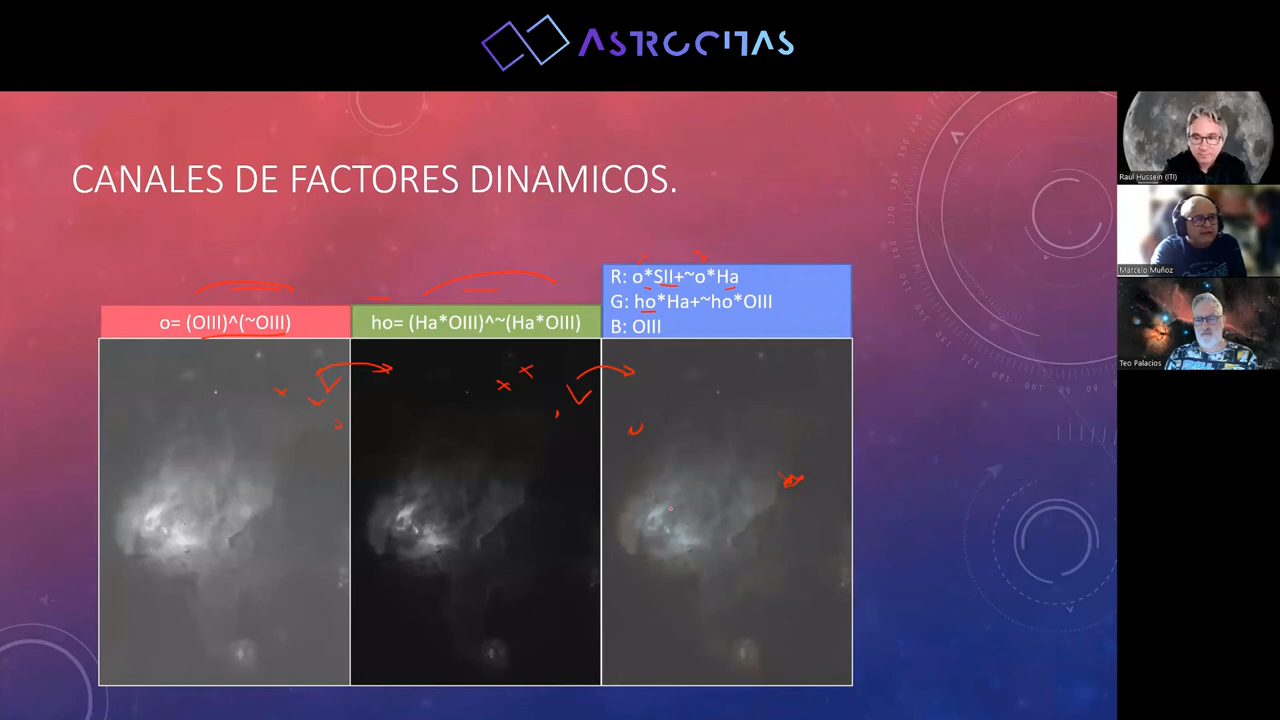 ASTROCITAS
CANALES DE FACTORES DINAMICOS.
o= (OIII)^(~OIII)
ho= (Ha*OIII)^~(Ha*OIII)
R: o*SII+~o*Ha
G: ho*Ha+~ho*OIII
B: OIII
Raúl Hussein (ITI)
Marcelo Muñoz
Teo Palacios